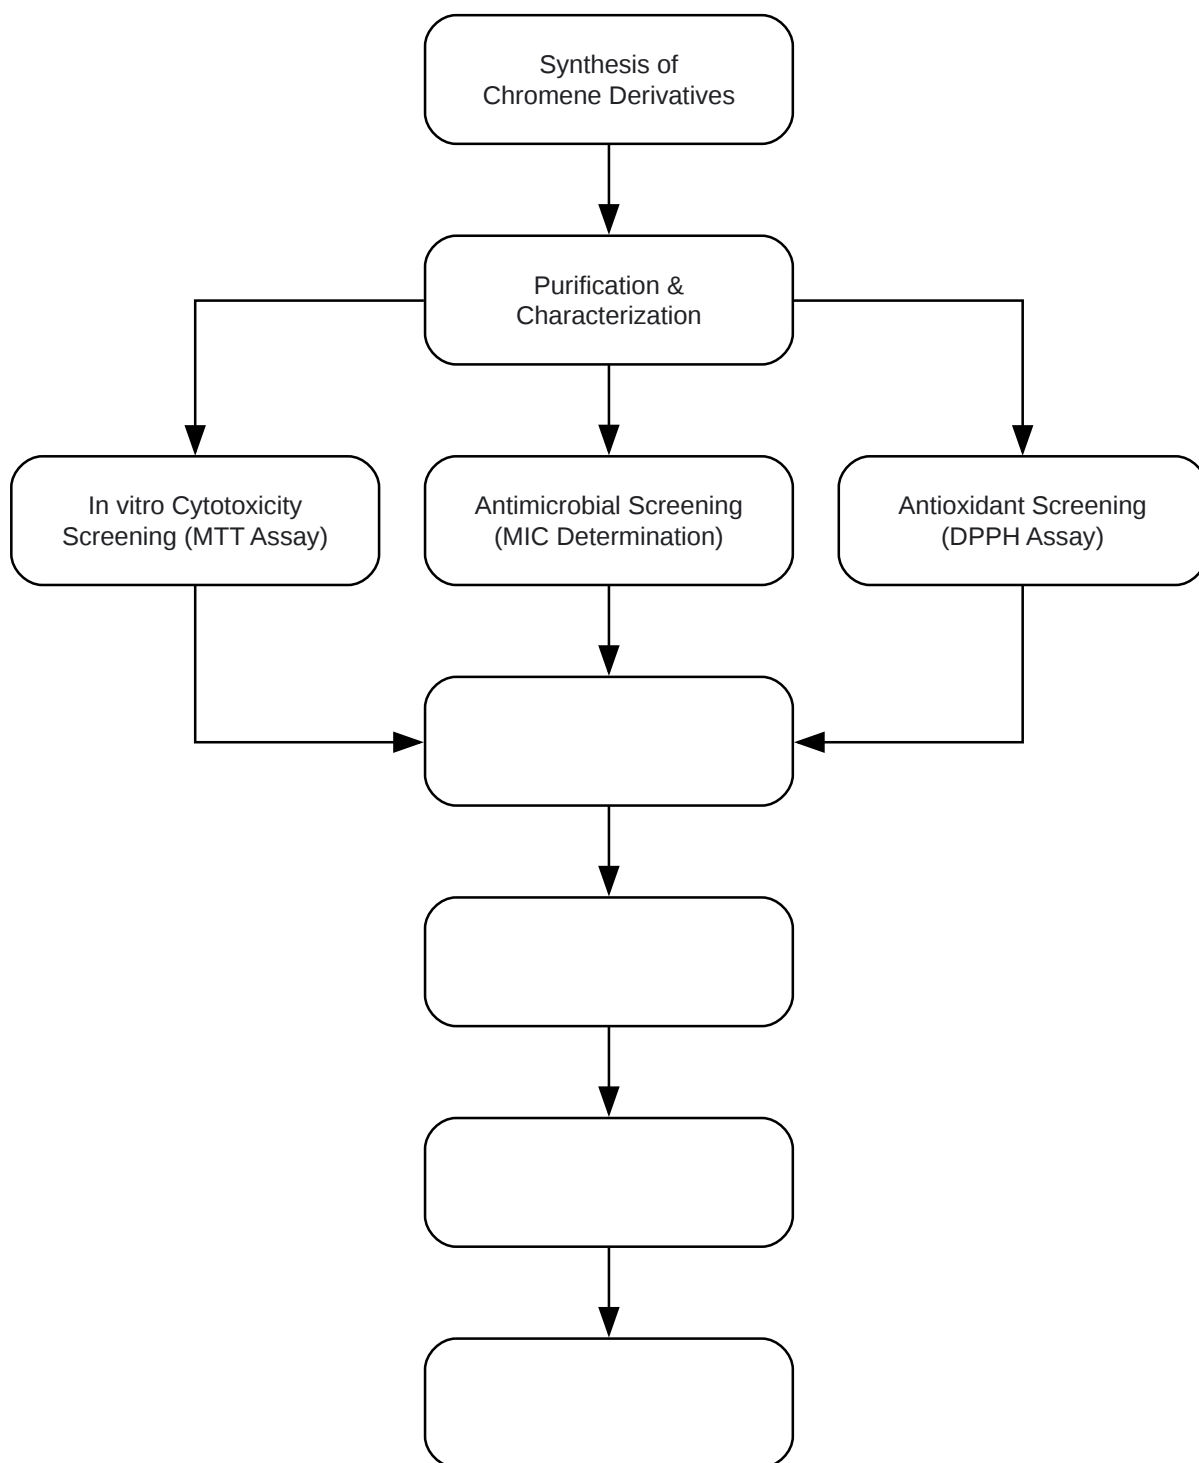 Synthesis of
Chromene Derivatives
Purification &
Characterization
In vitro Cytotoxicity
Screening (MTT Assay)
Antimicrobial Screening
(MIC Determination)
Antioxidant Screening
(DPPH Assay)